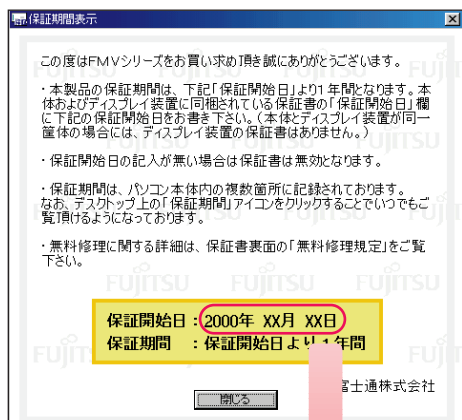 保証期間表示
この度はFMVシリーズをお買い求め頂き誠にありがとうございます。
・本製品の保証期間は、下記「保証開始日」より1年間となります。本
体およびディスプレイ装置に同梱されている保証書の「保証開始日」欄
に下記の保証開始日をお書き下さい。（本体とディスプレイ装置が同一
筐体の場合には、ディスプレイ装置の保証書はありません。）
・保証開始日の記入が無い場合は保証書は無効となります。
・保証期間は、パソコン本体内の複数箇所に記録されております。
なお、デスクトップ上の「保証期間」アイコンをクリックすることでいつでもご
覧頂けるようになっております。
・無料修理に関する詳細は、保証書裏面の「無料修理規定」をご覧
下さい。
保証開始日：2000年 XX月 XX日
保証期間　：保証開始日より1年間
富士通株式会社
閉じる